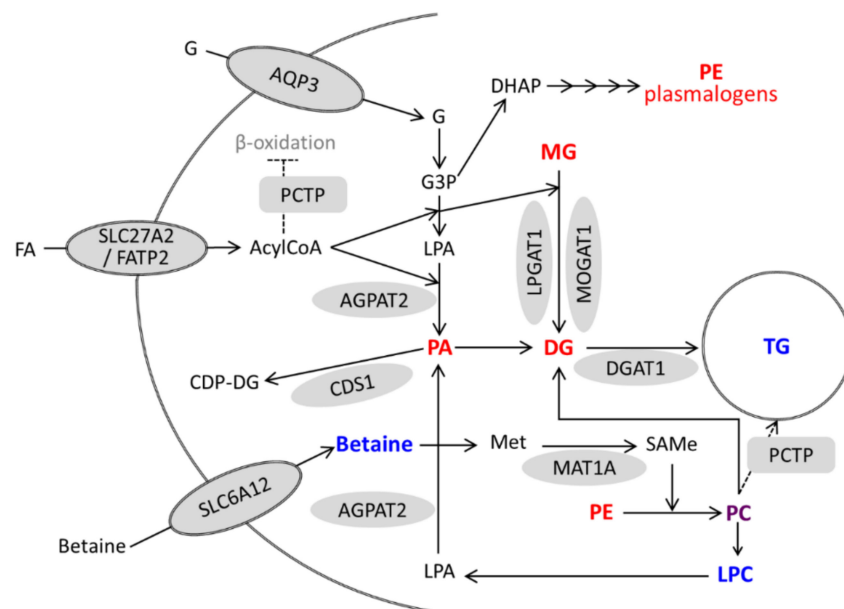 G
AQP3
G
DHAP
PE
plasmalogens
β-oxidation
MG
PCTP
G3P
FA
SLC27A2
/ FATP2
AcylCoA
LPA
LPGAT1
MOGAT1
AGPAT2
PA
DG
TG
DGAT1
CDP-DG
CDS1
Betaine
Met
SAMe
PCTP
MAT1A
SLC6A12
AGPAT2
PE
PC
Betaine
LPA
LPC